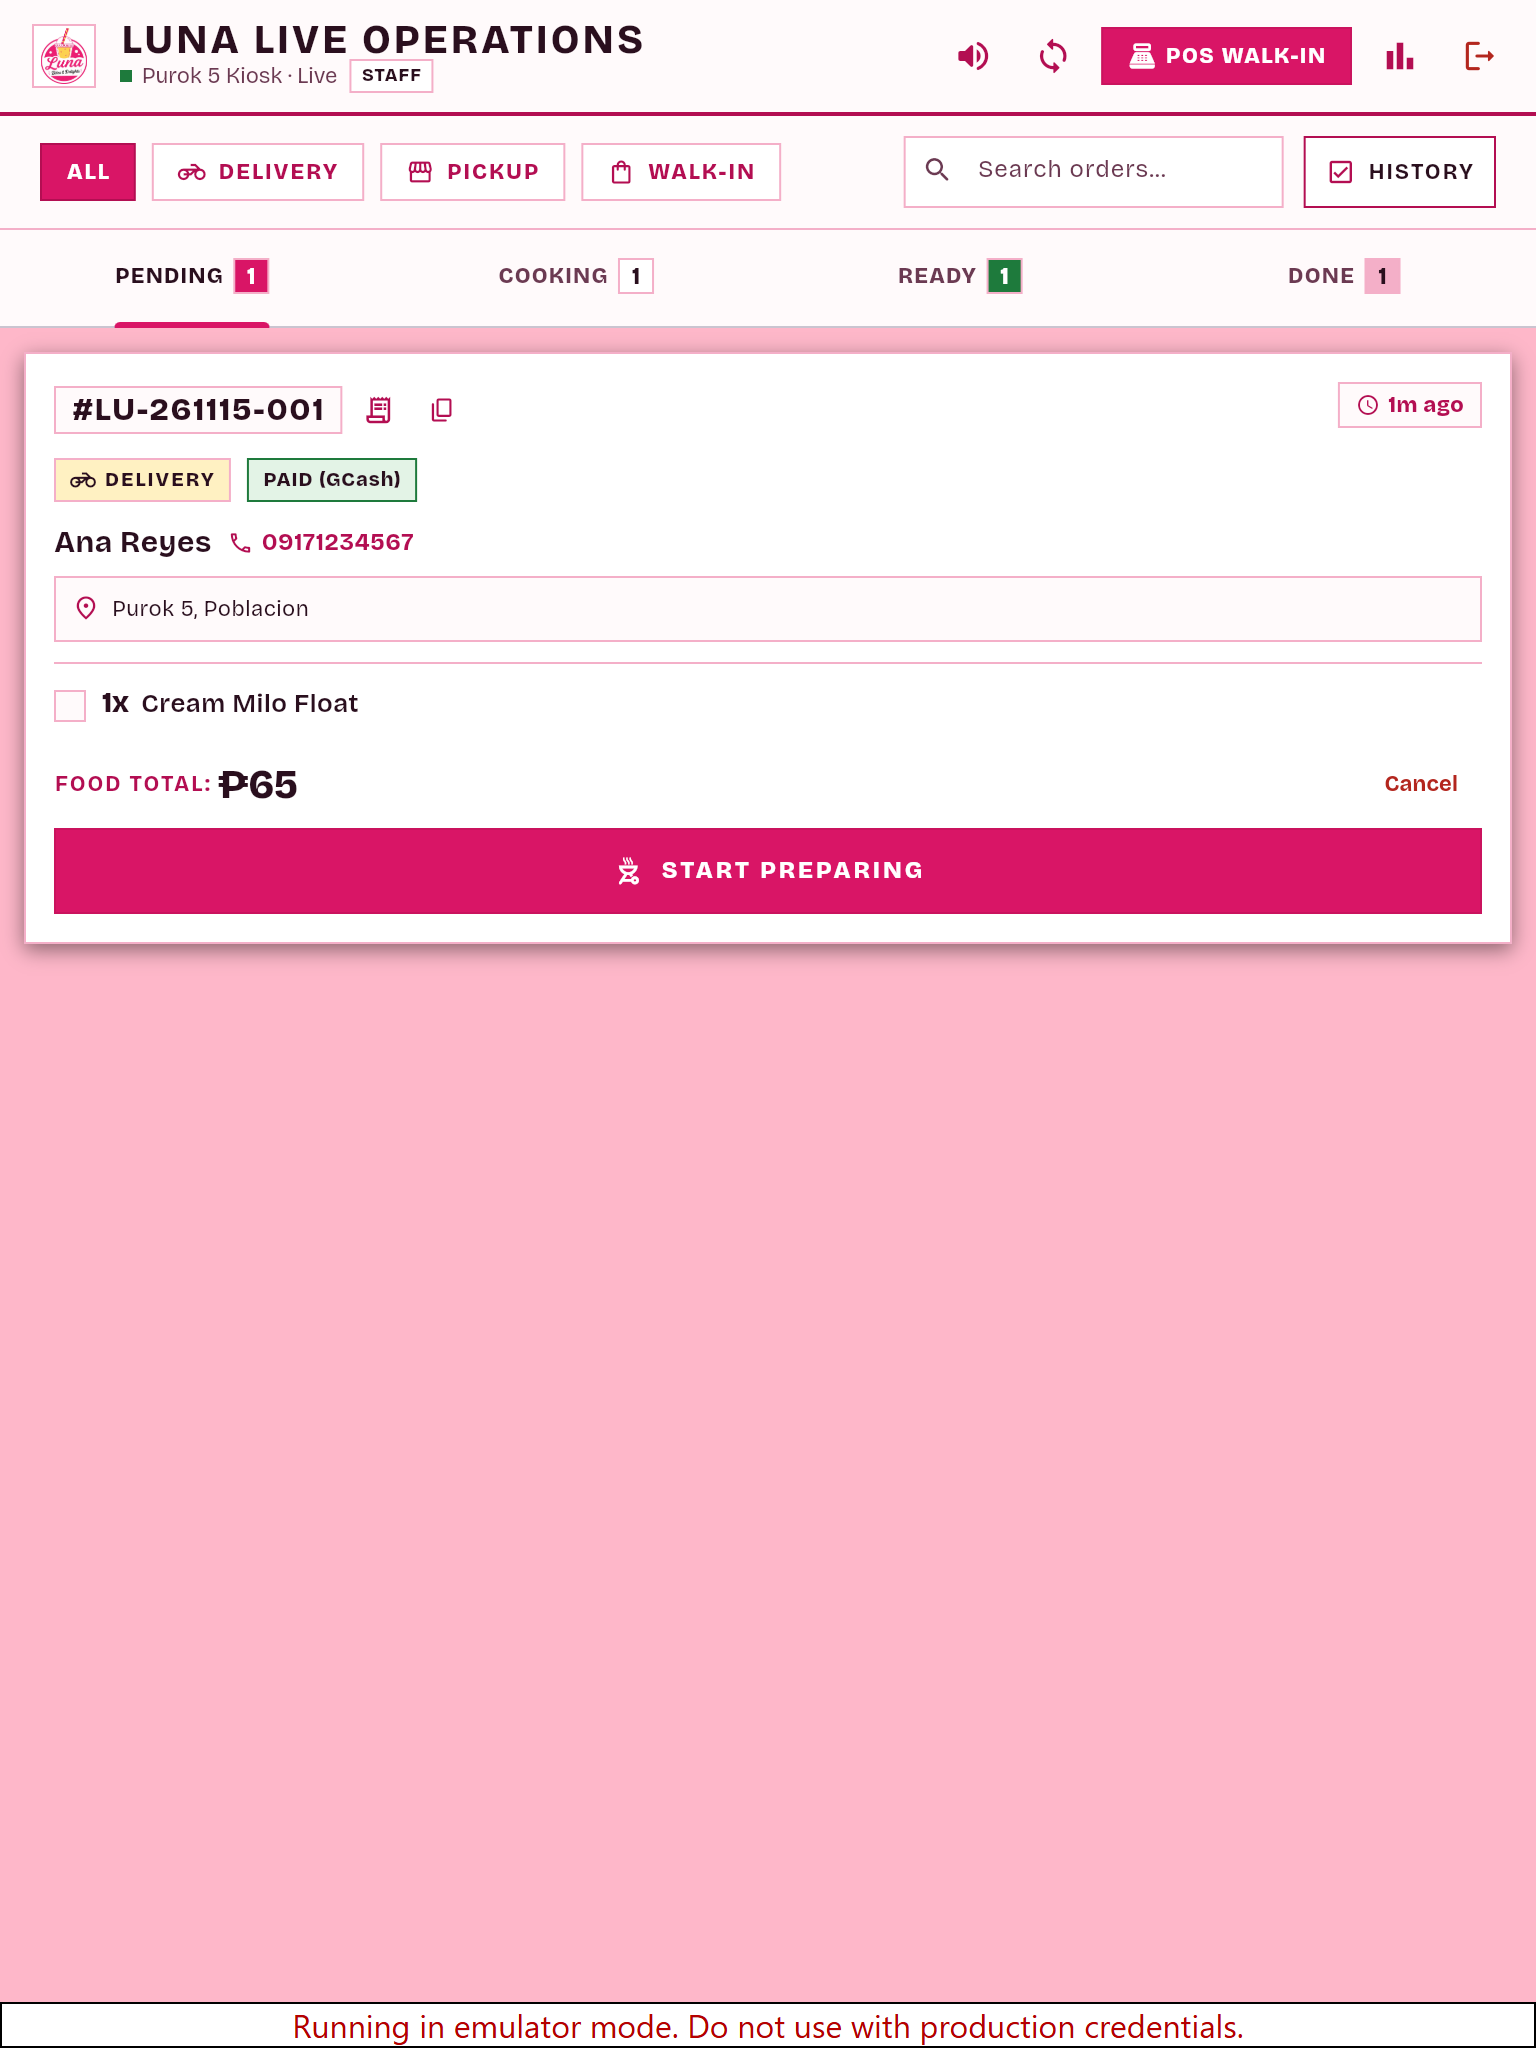 Luna
LUNA LIVE OPERATIONS
Purok 5 Kiosk · Live STAFF
POS WALK-IN
ALL DELIVERY PICKUP WALK-IN
Search orders... HISTORY
PENDING 1 COOKING 1 READY 1 DONE 1
#LU-261115-001
1m ago
DELIVERY PAID (GCash)
Ana Reyes 09171234567
Purok 5, Poblacion
1x Cream Milo Float
FOOD TOTAL: ₱65
Cancel
START PREPARING
Running in emulator mode. Do not use with production credentials.